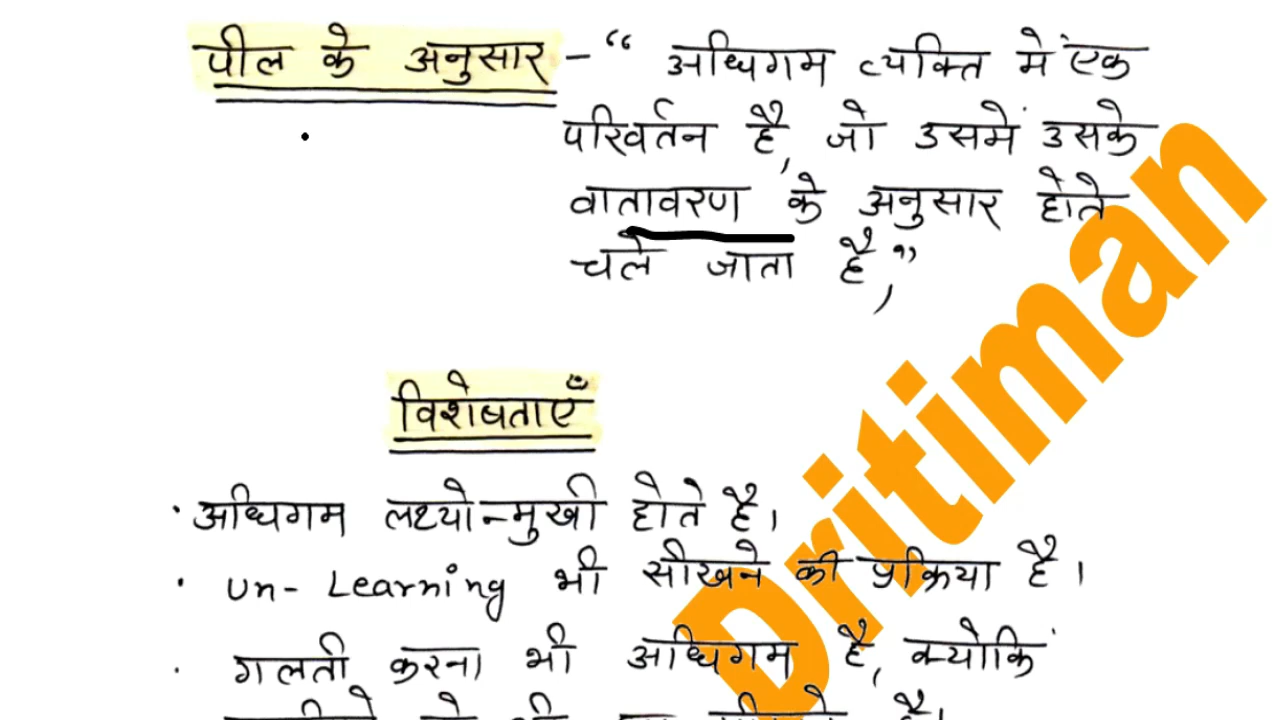 पील के अनुसार - “ अधिगम व्यक्ति में एक
परिवर्तन है, जो उसमें उसके
वातावरण के अनुसार होते
चले जाता है,”
विशेषताएँ
• अधिगम लक्ष्योन्मुखी होते है।
• un-Learning भी सीखने की प्रक्रिया है।
• गलती करना भी अधिगम है, क्योंकि
है।
Dritiman